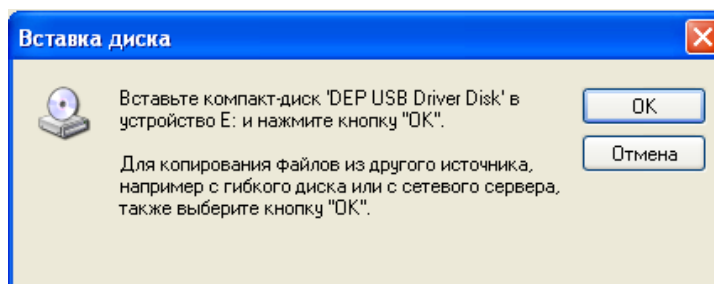 Вставка диска
Вставьте компакт-диск 'DEP USB Driver Disk' в
устройство E: и нажмите кнопку "OK".
Для копирования файлов из другого источника,
например с гибкого диска или с сетевого сервера,
также выберите кнопку "OK".
OK
Отмена